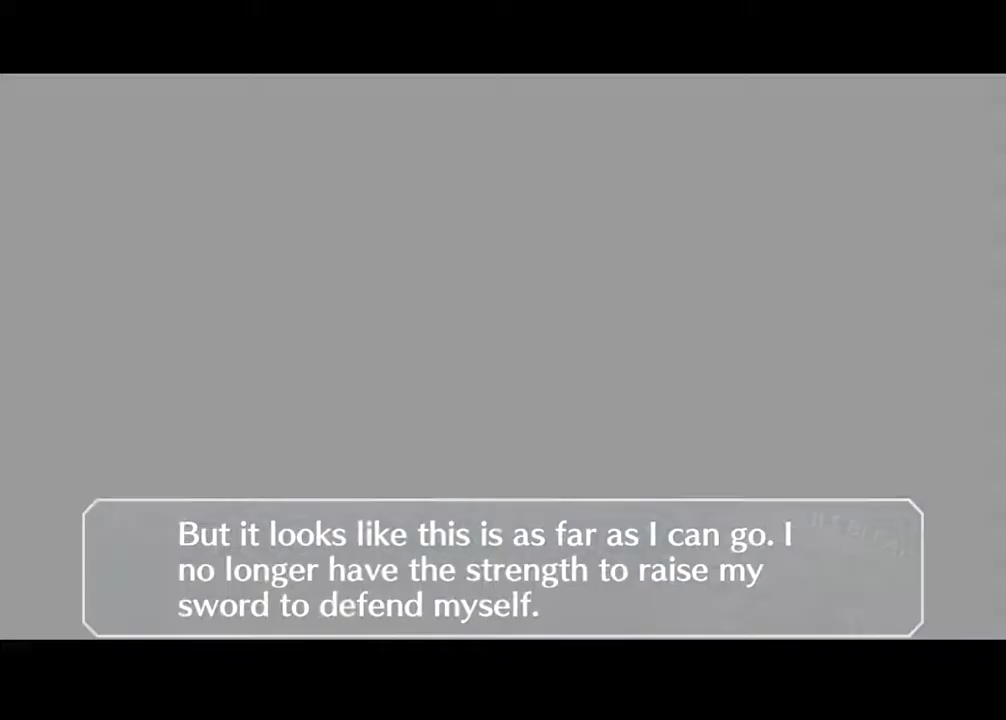 But it looks like this is as far as I can go. I
no longer have the strength to raise my
sword to defend myself.